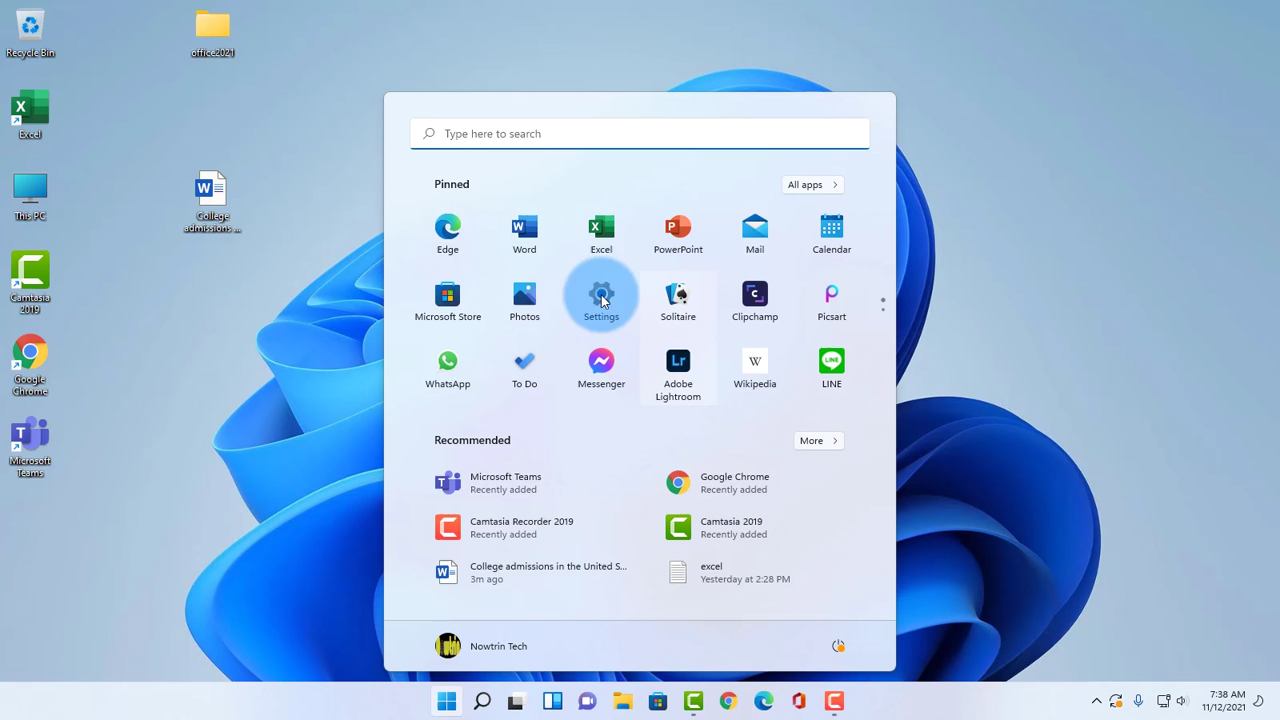 Recycle Bin
office2021
Excel
This PC
College
admissions ...
Camtasia
2019
Google
Chrome
Microsoft
Teams
Type here to search
Pinned
All apps
Edge
Word
Excel
PowerPoint
Mail
Calendar
Microsoft Store
Photos
Settings
Solitaire
Clipchamp
Picsart
WhatsApp
To Do
Messenger
Adobe
Lightroom
Wikipedia
LINE
Recommended
More
Microsoft Teams
Recently added
Google Chrome
Recently added
Camtasia Recorder 2019
Recently added
Camtasia 2019
Recently added
College admissions in the United S...
3m ago
excel
Yesterday at 2:28 PM
Nowtrin Tech
7:38 AM
11/12/2021